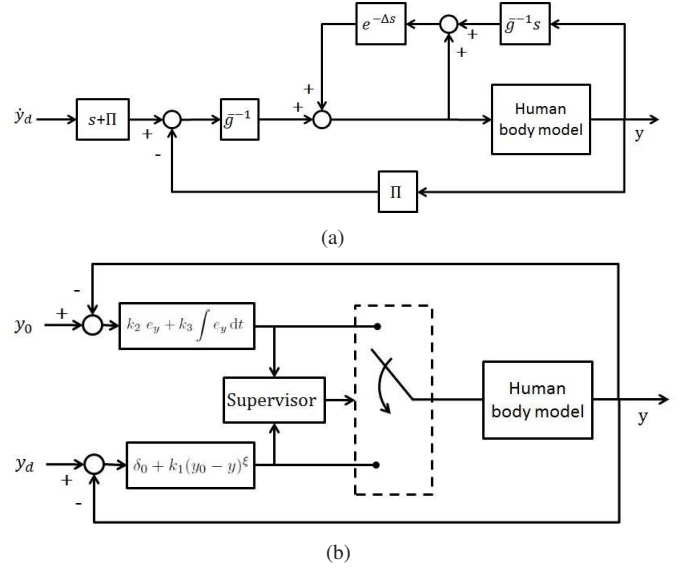 e^{-Δs}
+
+
+
ḡ^{-1}s
ẏ_d
s+Π
+
-
ḡ^{-1}
+
+
Human
body model
y
Π
(a)
-
y_0
+
k_2 e_y + k_3 ∫ e_y dt
Supervisor
Human
body model
y
y_d
+
-
δ_0 + k_1(y_0 − y)^ξ
(b)